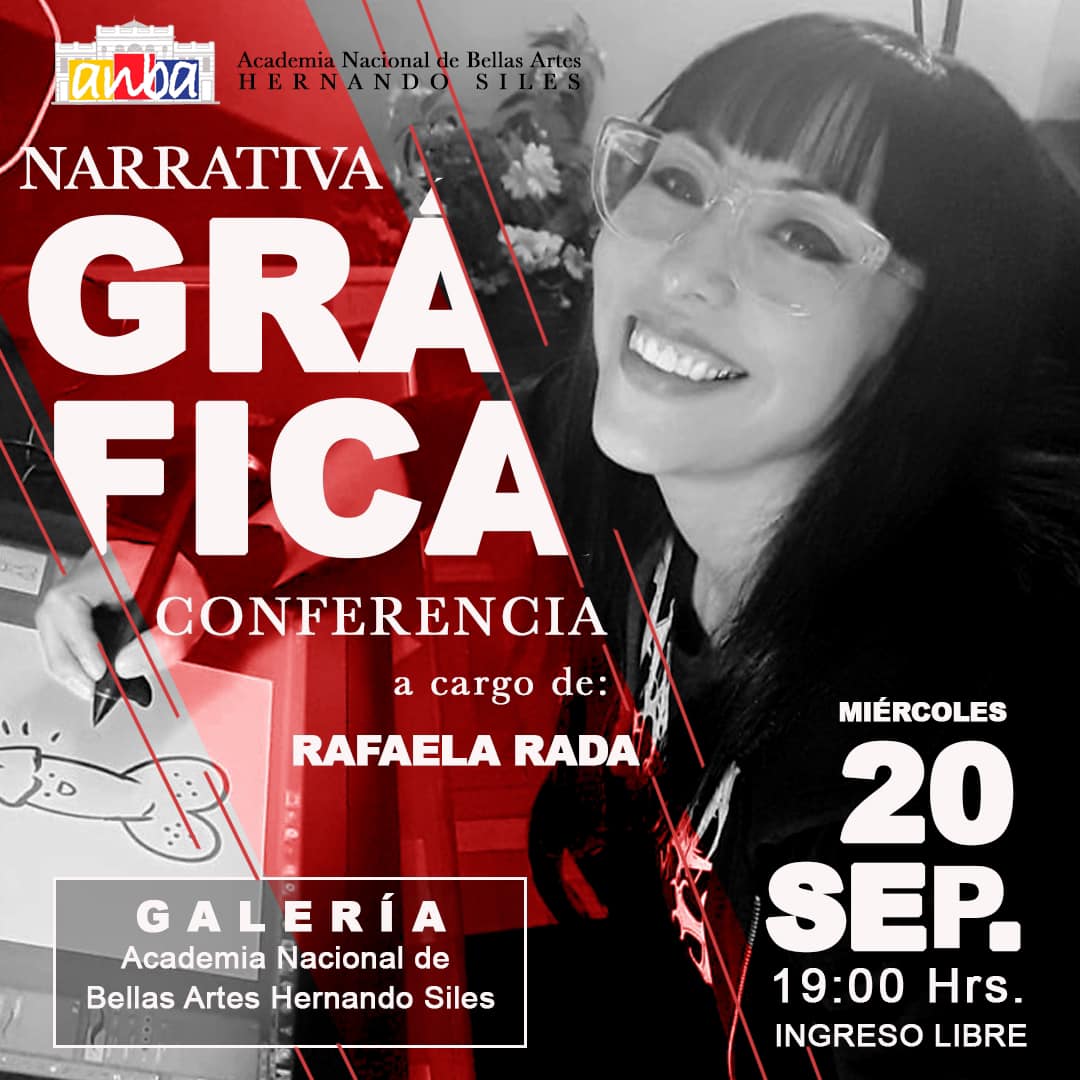 anba
Academia Nacional de Bellas Artes
HERNANDO SILES
NARRATIVA
GRÁ
FICA
CONFERENCIA
a cargo de:
RAFAELA RADA
MIÉRCOLES
20
SEP.
19:00 Hrs.
INGRESO LIBRE
GALERÍA
Academia Nacional de
Bellas Artes Hernando Siles